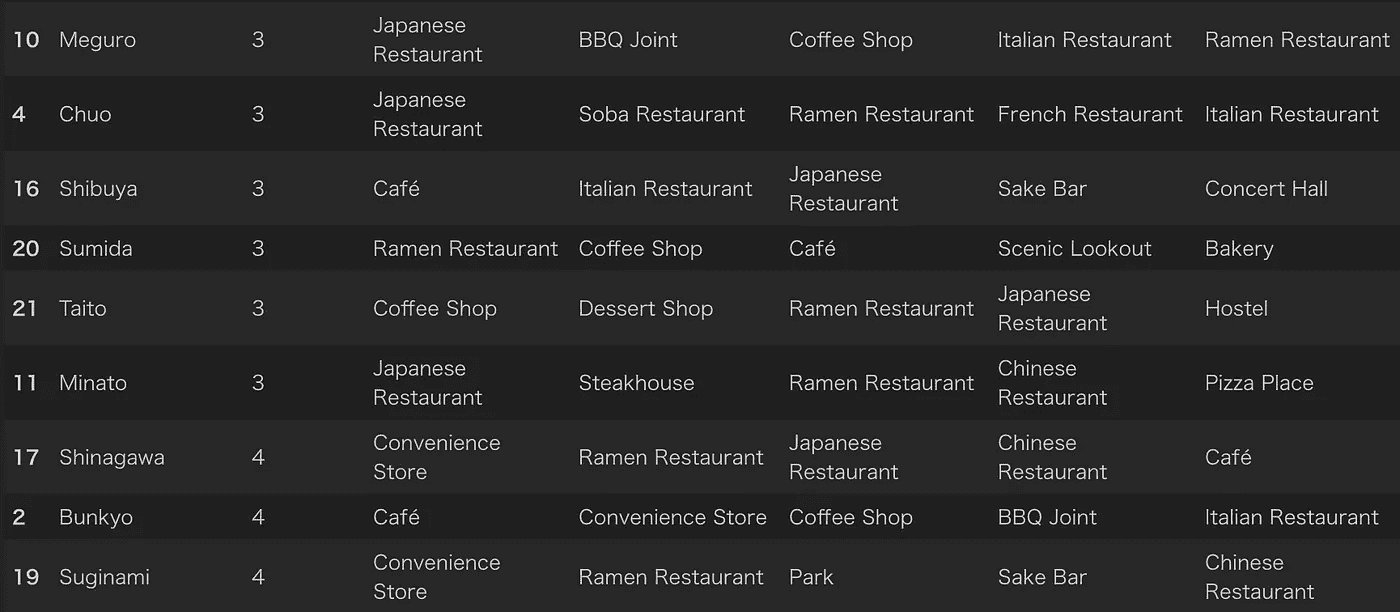 10 Meguro 3 Japanese Restaurant BBQ Joint Coffee Shop Italian Restaurant Ramen Restaurant
4 Chuo 3 Japanese Restaurant Soba Restaurant Ramen Restaurant French Restaurant Italian Restaurant
16 Shibuya 3 Café Italian Restaurant Japanese Restaurant Sake Bar Concert Hall
20 Sumida 3 Ramen Restaurant Coffee Shop Café Scenic Lookout Bakery
21 Taito 3 Coffee Shop Dessert Shop Ramen Restaurant Japanese Restaurant Hostel
11 Minato 3 Japanese Restaurant Steakhouse Ramen Restaurant Chinese Restaurant Pizza Place
17 Shinagawa 4 Convenience Store Ramen Restaurant Japanese Restaurant Chinese Restaurant Café
2 Bunkyo 4 Café Convenience Store Coffee Shop BBQ Joint Italian Restaurant
19 Suginami 4 Convenience Store Ramen Restaurant Park Sake Bar Chinese Restaurant